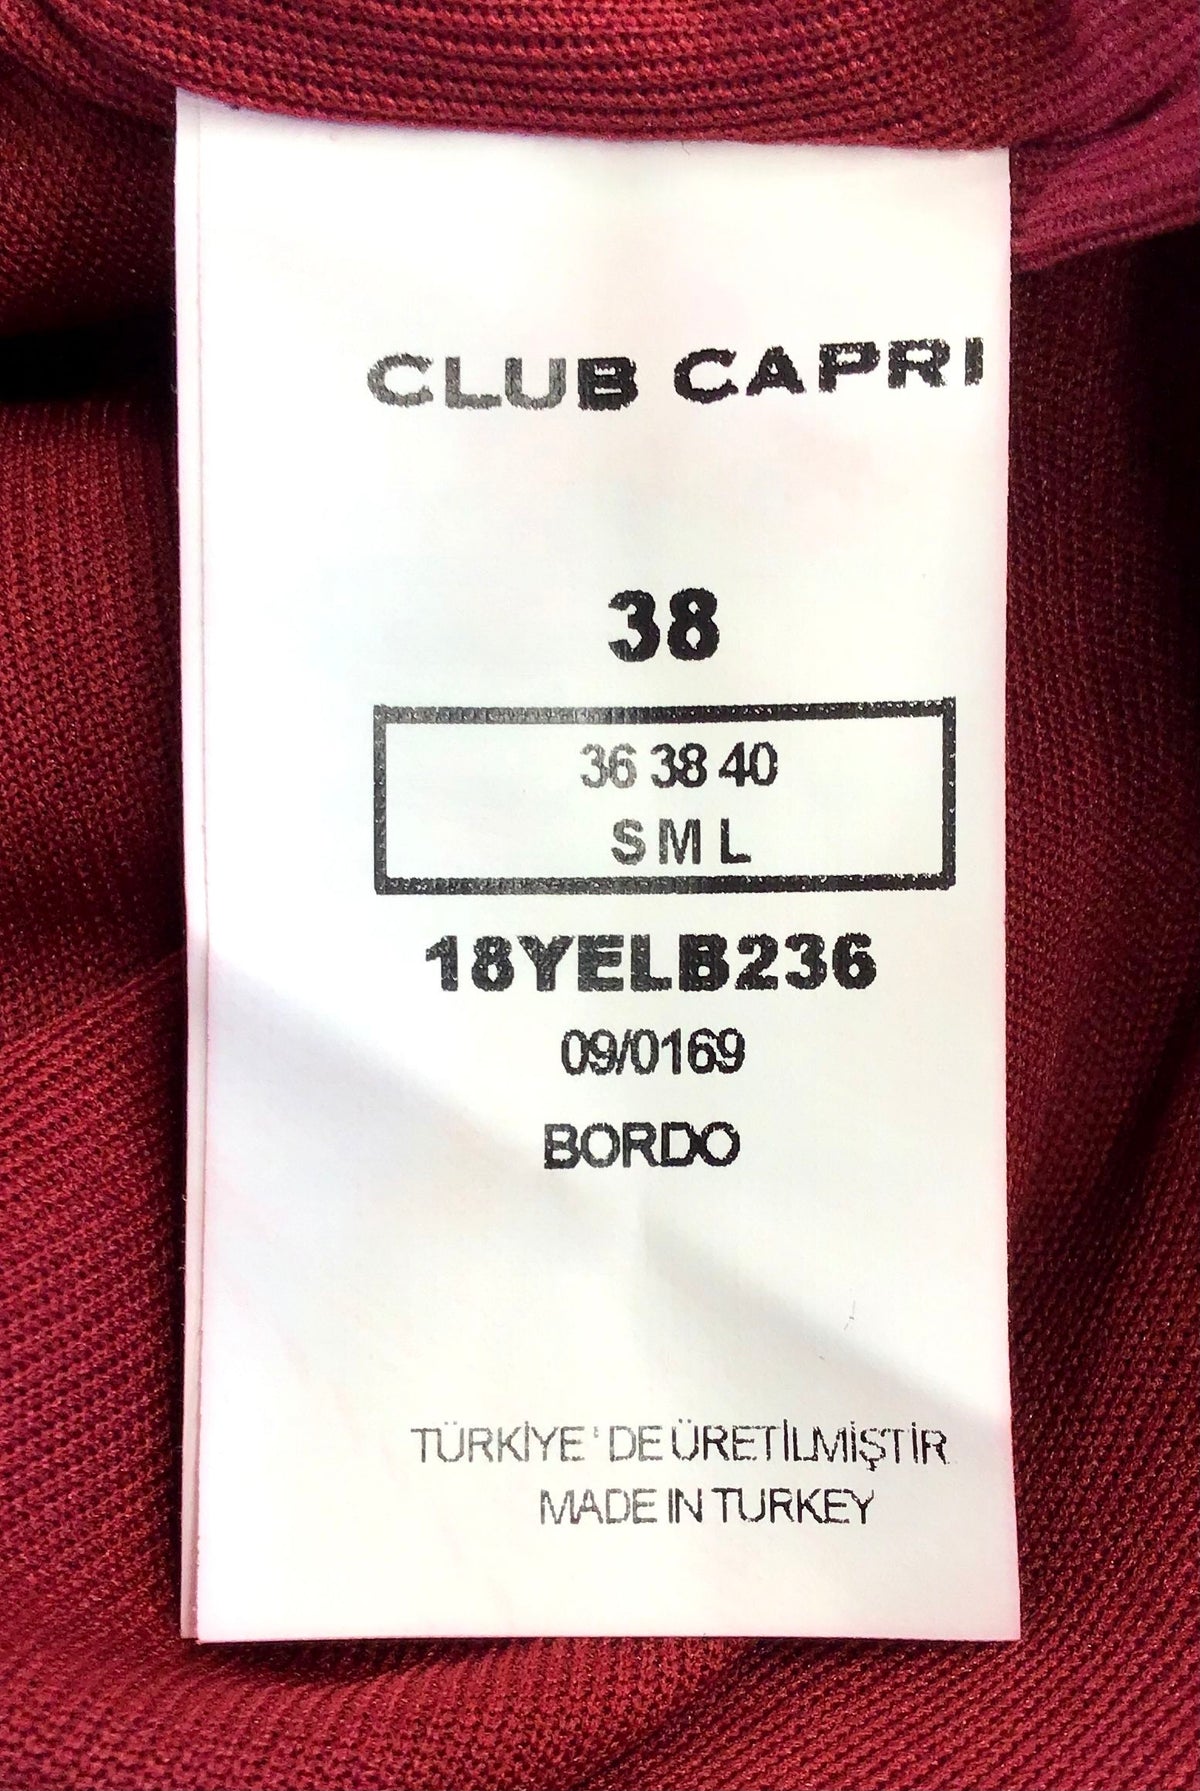 CLUB CAPRI
38
36 38 40
S M L
18YELB236
09/0169
BORDO
TÜRKİYE'DE ÜRETİLMİŞTİR
MADE IN TURKEY